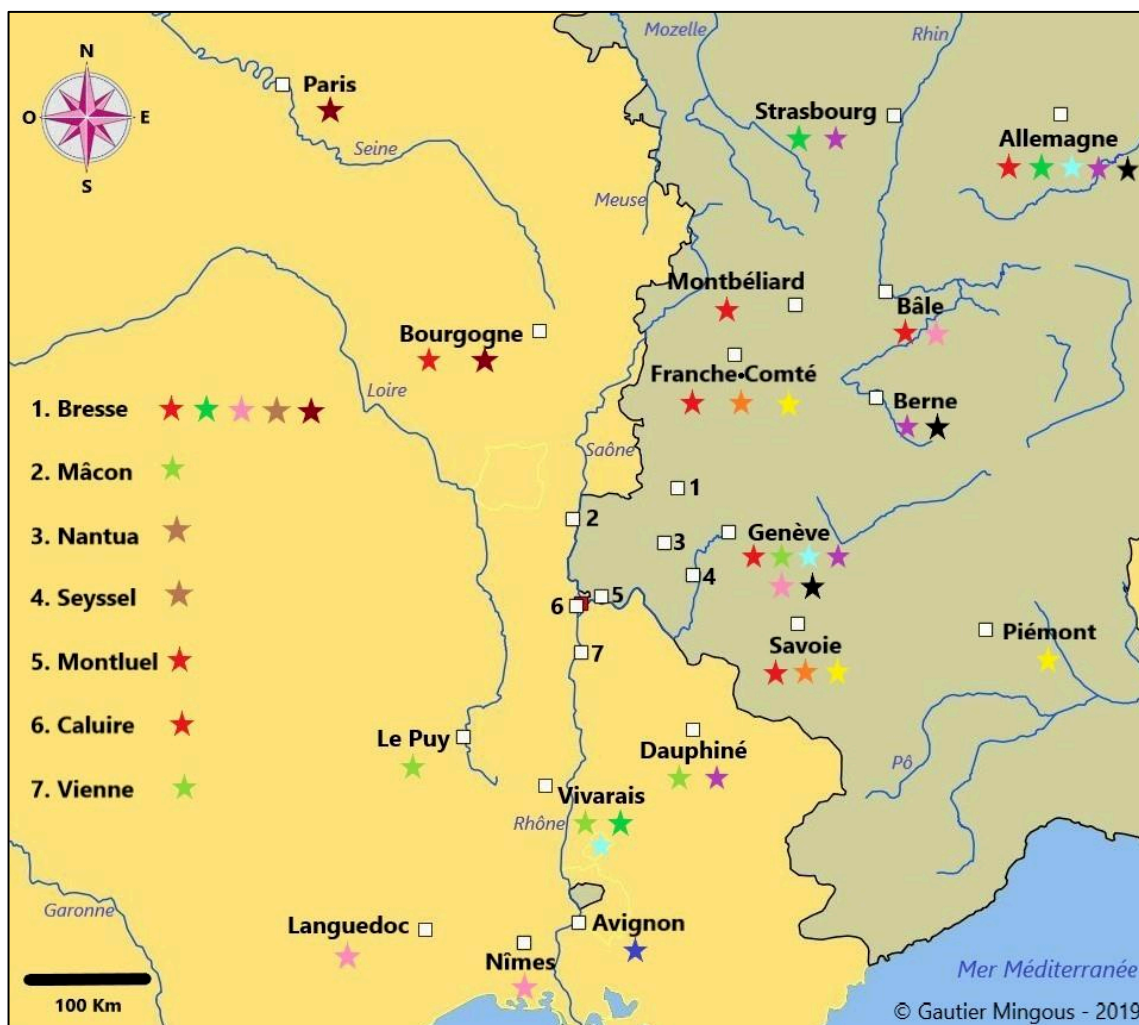 N
O
E
S
Paris
Seine
Mozelle
Rhin
Strasbourg
Allemagne
Meuse
Montbéliard
Bâle
Bourgogne
Franche-Comté
Loire
Berne
Saône
1. Bresse
2. Mâcon
3. Nantua
4. Seyssel
5. Montluel
6. Caluire
7. Vienne
1
2
3
Genève
4
5
6
7
Savoie
Piémont
Le Puy
Dauphiné
Pô
Vivarais
Rhône
Garonne
Languedoc
Avignon
Nîmes
Mer Méditerranée
100 Km
© Gautier Mingous - 2019